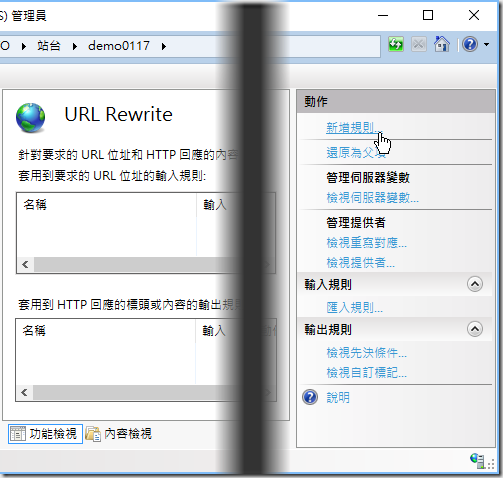 S) 管理員
O 站台 demo0117
URL Rewrite
針對要求的 URL 位址和 HTTP 回應的內容
套用到要求的 URL 位址的輸入規則:
名稱 輸入
套用到 HTTP 回應的標頭或內容的輸出規則
名稱 輸入
功能檢視 內容檢視
動作
新增規則...
還原為父項
管理伺服器變數
檢視伺服器變數...
管理提供者
檢視重寫對應...
檢視提供者...
輸入規則
匯入規則...
輸出規則
檢視先決條件...
檢視自訂標記...
說明